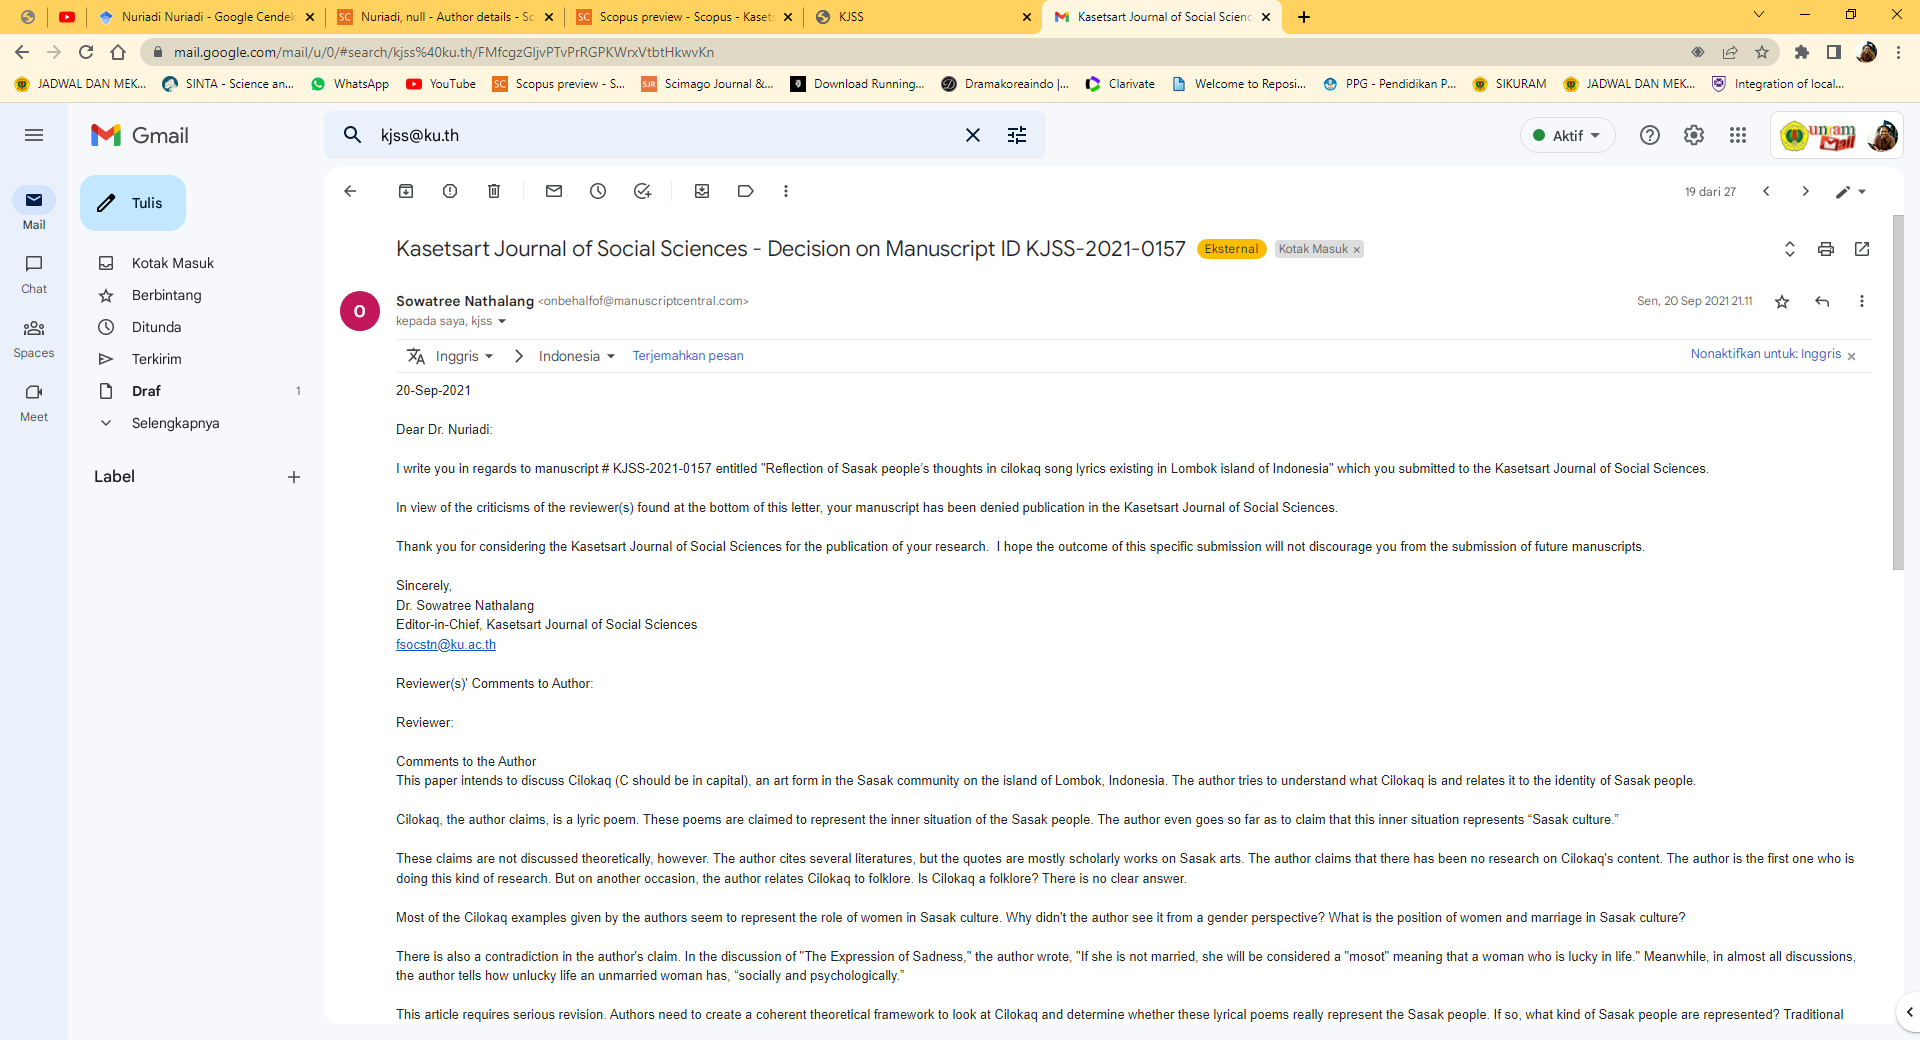 Nuriadi Nuriadi - Google Cendek
Nuriadi, null - Author details - Sc
Scopus preview - Scopus - Kaset
KJSS
Kasetsart Journal of Social Scienc
mail.google.com/mail/u/0/#search/kjss%40ku.th/FMfcgzGljvPTvPrRGPKWrxVtbtHkwvKn
JADWAL DAN MEK...
SINTA - Science an...
WhatsApp
YouTube
Scopus preview - S...
Scimago Journal &...
Download Running...
Dramakoreaindo |...
Clarivate
Welcome to Reposi...
PPG - Pendidikan P...
SIKURAM
JADWAL DAN MEK...
Integration of local...
Gmail
kjss@ku.th
Aktif
unram Mail
Tulis
Mail
Chat
Spaces
Meet
Kotak Masuk
Berbintang
Ditunda
Terkirim
Draf 1
Selengkapnya
Label
19 dari 27
Kasetsart Journal of Social Sciences - Decision on Manuscript ID KJSS-2021-0157 Eksternal Kotak Masuk ×
O
Sowatree Nathalang <onbehalfof@manuscriptcentral.com>
Sen, 20 Sep 2021 21.11
kepada saya, kjss
Inggris Indonesia Terjemahkan pesan
Nonaktifkan untuk: Inggris ×
20-Sep-2021
Dear Dr. Nuriadi:
I write you in regards to manuscript # KJSS-2021-0157 entitled "Reflection of Sasak people's thoughts in cilokaq song lyrics existing in Lombok island of Indonesia" which you submitted to the Kasetsart Journal of Social Sciences.
In view of the criticisms of the reviewer(s) found at the bottom of this letter, your manuscript has been denied publication in the Kasetsart Journal of Social Sciences.
Thank you for considering the Kasetsart Journal of Social Sciences for the publication of your research.  I hope the outcome of this specific submission will not discourage you from the submission of future manuscripts.
Sincerely,
Dr. Sowatree Nathalang
Editor-in-Chief, Kasetsart Journal of Social Sciences
fsocstn@ku.ac.th
Reviewer(s)' Comments to Author:
Reviewer:
Comments to the Author
This paper intends to discuss Cilokaq (C should be in capital), an art form in the Sasak community on the island of Lombok, Indonesia. The author tries to understand what Cilokaq is and relates it to the identity of Sasak people.
Cilokaq, the author claims, is a lyric poem. These poems are claimed to represent the inner situation of the Sasak people. The author even goes so far as to claim that this inner situation represents “Sasak culture.”
These claims are not discussed theoretically, however. The author cites several literatures, but the quotes are mostly scholarly works on Sasak arts. The author claims that there has been no research on Cilokaq's content. The author is the first one who is
doing this kind of research. But on another occasion, the author relates Cilokaq to folklore. Is Cilokaq a folklore? There is no clear answer.
Most of the Cilokaq examples given by the authors seem to represent the role of women in Sasak culture. Why didn't the author see it from a gender perspective? What is the position of women and marriage in Sasak culture?
There is also a contradiction in the author's claim. In the discussion of "The Expression of Sadness," the author wrote, "If she is not married, she will be considered a "mosot" meaning that a woman who is lucky in life." Meanwhile, in almost all discussions,
the author tells how unlucky life an unmarried woman has, “socially and psychologically.”
This article requires serious revision. Authors need to create a coherent theoretical framework to look at Cilokaq and determine whether these lyrical poems really represent the Sasak people. If so, what kind of Sasak people are represented? Traditional